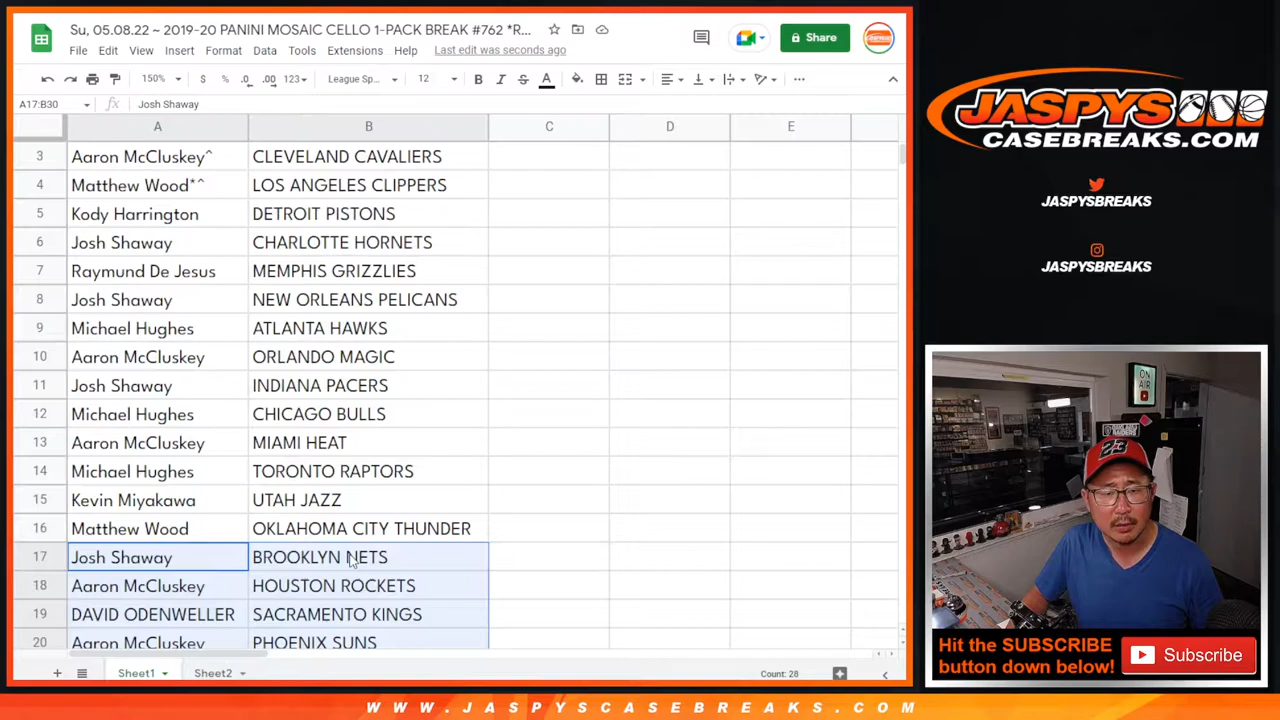 Su, 05.08.22 ~ 2019-20 PANINI MOSAIC CELLO 1-PACK BREAK #762 *R...
File Edit View Insert Format Data Tools Extensions Help Last edit was seconds ago
Share
150% $ % .0 .00 123 League Sp... 12 B I S A
A17:B30 fx Josh Shaway
A B C D E
3 Aaron McCluskey^ CLEVELAND CAVALIERS
4 Matthew Wood*^ LOS ANGELES CLIPPERS
5 Kody Harrington DETROIT PISTONS
6 Josh Shaway CHARLOTTE HORNETS
7 Raymund De Jesus MEMPHIS GRIZZLIES
8 Josh Shaway NEW ORLEANS PELICANS
9 Michael Hughes ATLANTA HAWKS
10 Aaron McCluskey ORLANDO MAGIC
11 Josh Shaway INDIANA PACERS
12 Michael Hughes CHICAGO BULLS
13 Aaron McCluskey MIAMI HEAT
14 Michael Hughes TORONTO RAPTORS
15 Kevin Miyakawa UTAH JAZZ
16 Matthew Wood OKLAHOMA CITY THUNDER
17 Josh Shaway BROOKLYN NETS
18 Aaron McCluskey HOUSTON ROCKETS
19 DAVID ODENWELLER SACRAMENTO KINGS
20 Aaron McCluskey PHOENIX SUNS
Sheet1 Sheet2 Count: 28
JASPYS
CASEBREAKS.COM
JASPYSBREAKS
JASPYSBREAKS
ON
AIR
23
Hit the SUBSCRIBE
button down below!
Subscribe
WWW.JASPYSCASEBREAKS.COM